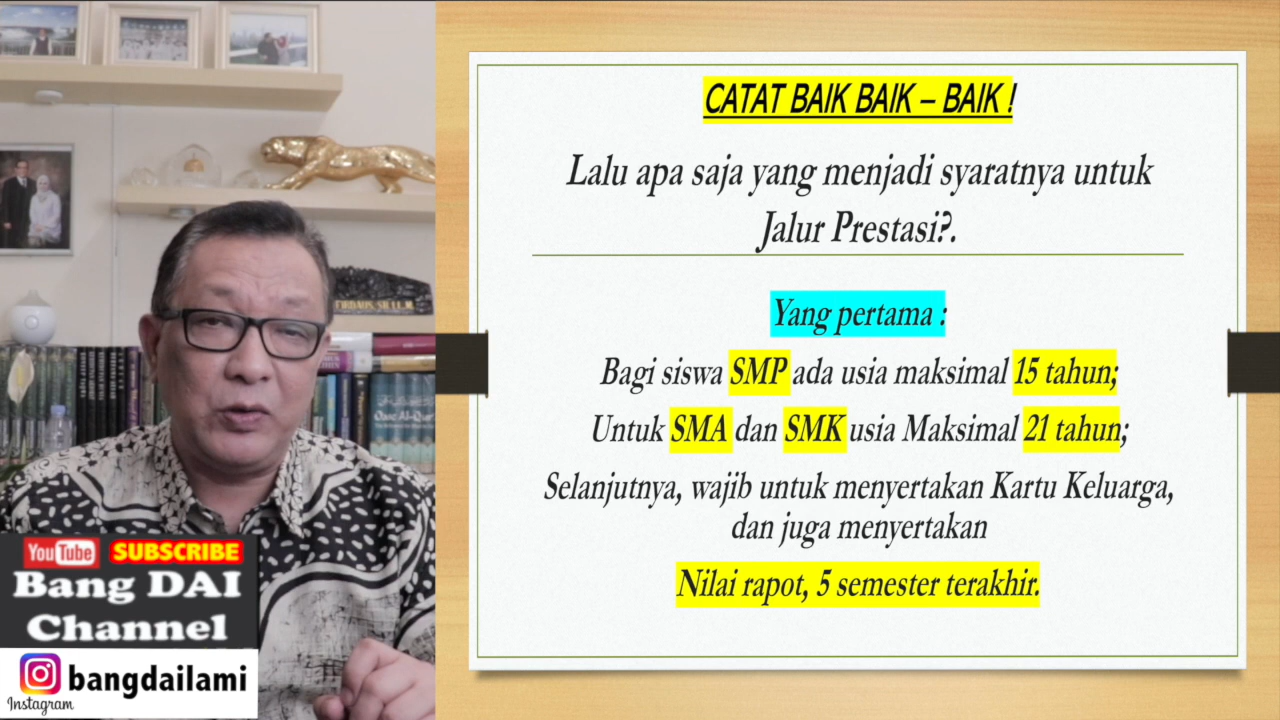 CATAT BAIK BAIK – BAIK !
Lalu apa saja yang menjadi syaratnya untuk
Jalur Prestasi?.
Yang pertama :
Bagi siswa SMP ada usia maksimal 15 tahun;
Untuk SMA dan SMK usia Maksimal 21 tahun;
Selanjutnya, wajib untuk menyertakan Kartu Keluarga,
dan juga menyertakan
Nilai rapot, 5 semester terakhir.
YouTube SUBSCRIBE
Bang DAI
Channel
bangdailami
Instagram